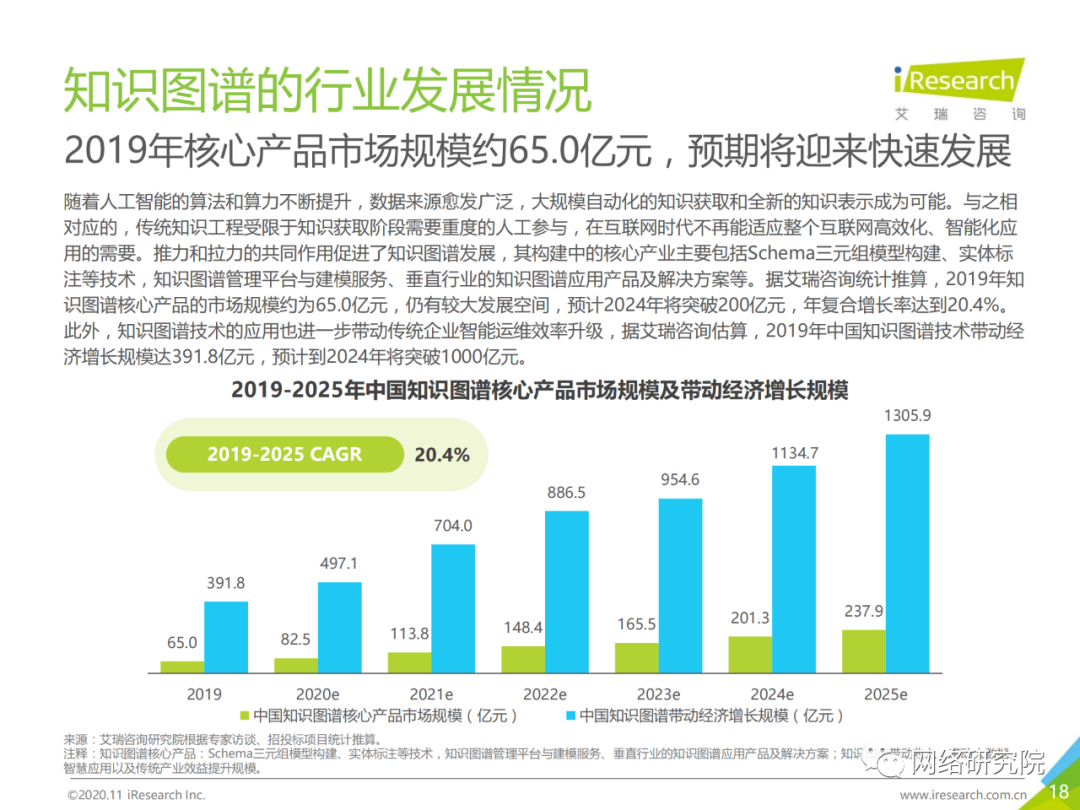 知识图谱的行业发展情况
iResearch
艾 瑞 咨 询
2019年核心产品市场规模约65.0亿元，预期将迎来快速发展
随着人工智能的算法和算力不断提升，数据来源愈发广泛，大规模自动化的知识获取和全新的知识表示成为可能。与之相
对应的，传统知识工程受限于知识获取阶段需要重度的人工参与，在互联网时代不再能适应整个互联网高效化、智能化应
用的需要。推力和拉力的共同作用促进了知识图谱发展，其构建中的核心产业主要包括Schema三元组模型构建、实体标
注等技术，知识图谱管理平台与建模服务、垂直行业的知识图谱应用产品及解决方案等。据艾瑞咨询统计推算，2019年知
识图谱核心产品的市场规模约为65.0亿元，仍有较大发展空间，预计2024年将突破200亿元，年复合增长率达到20.4%。
此外，知识图谱技术的应用也进一步带动传统企业智能运维效率升级，据艾瑞咨询估算，2019年中国知识图谱技术带动经
济增长规模达391.8亿元，预计到2024年将突破1000亿元。
2019-2025年中国知识图谱核心产品市场规模及带动经济增长规模
2019-2025 CAGR 20.4%
65.0 391.8
82.5 497.1
113.8 704.0
148.4 886.5
165.5 954.6
201.3 1134.7
237.9 1305.9
2019 2020e 2021e 2022e 2023e 2024e 2025e
中国知识图谱核心产品市场规模（亿元） 中国知识图谱带动经济增长规模（亿元）
来源：艾瑞咨询研究院根据专家访谈、招投标项目统计推算。
注释：知识图谱核心产品：Schema三元组模型构建、实体标注等技术，知识图谱管理平台与建模服务、垂直行业的知识图谱应用产品及解决方案；知识
智慧应用以及传统产业效益提升规模。
网络研究院
©2020.11 iResearch Inc.
www.iresearch.com.cn
18